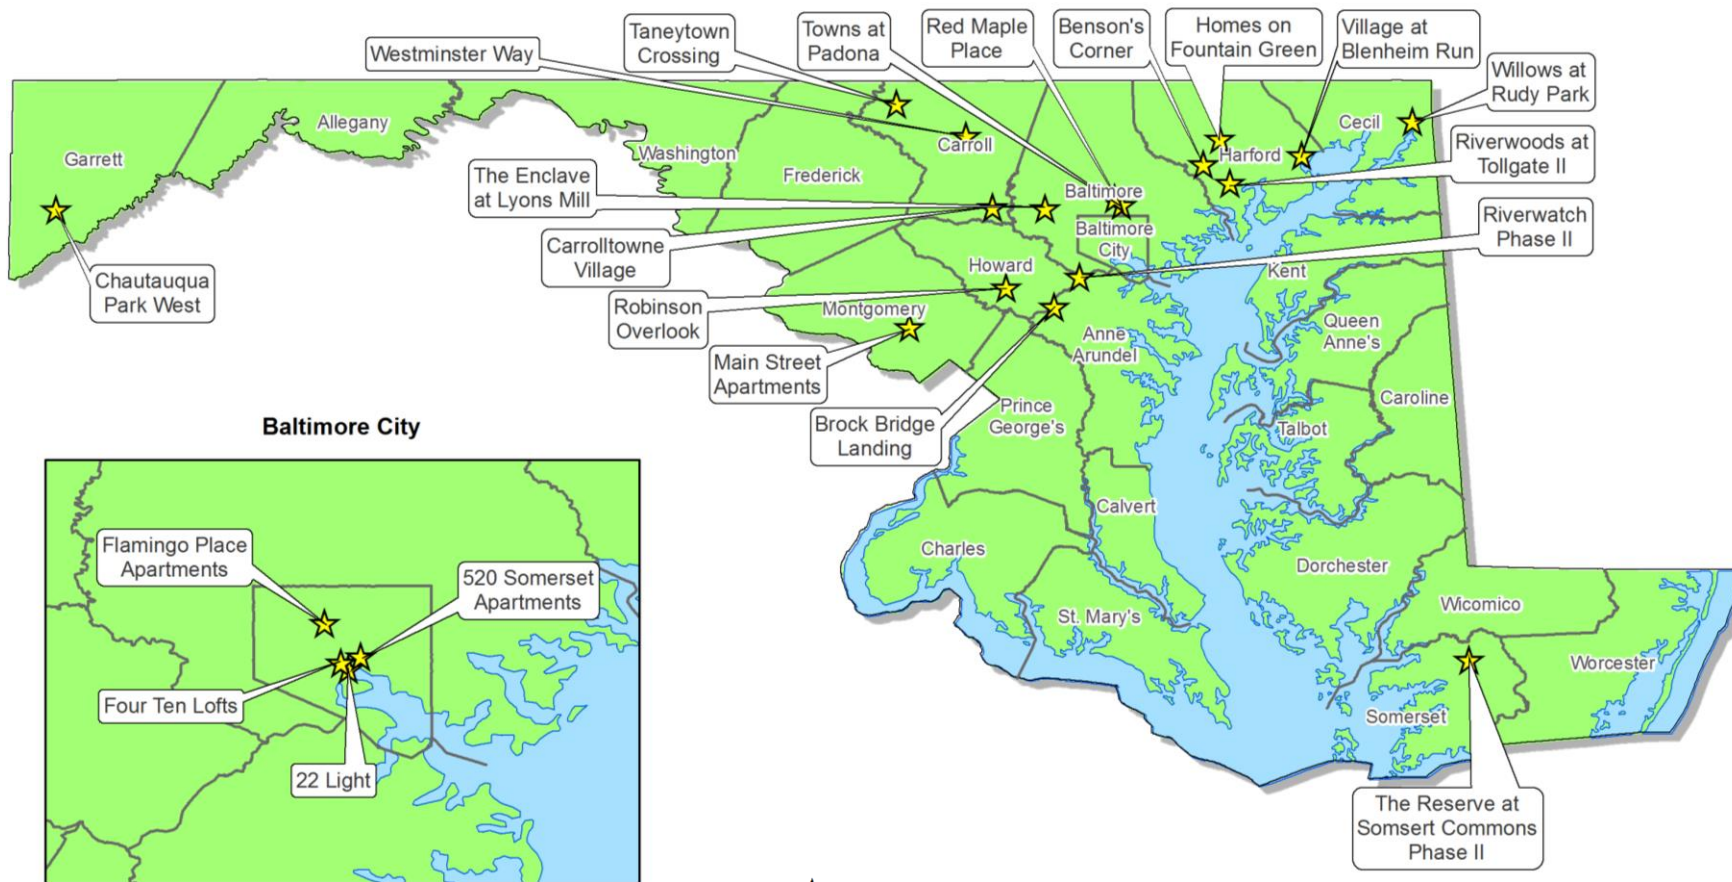 Westminster Way
Taneytown
Crossing
Towns at
Padona
Red Maple
Place
Benson's
Corner
Homes on
Fountain Green
Village at
Blenheim Run
Willows at
Rudy Park
Riverwoods at
Tollgate II
Riverwatch
Phase II
The Enclave
at Lyons Mill
Carrolltowne
Village
Robinson
Overlook
Main Street
Apartments
Brock Bridge
Landing
Chautauqua
Park West
Garrett
Allegany
Washington
Frederick
Carroll
Baltimore
Baltimore
City
Harford
Cecil
Howard
Montgomery
Kent
Queen
Anne's
Anne
Arundel
Prince
George's
Caroline
Talbot
Calvert
Charles
St. Mary's
Dorchester
Wicomico
Worcester
Somerset
The Reserve at
Somsert Commons
Phase II
Baltimore City
Flamingo Place
Apartments
520 Somerset
Apartments
Four Ten Lofts
22 Light